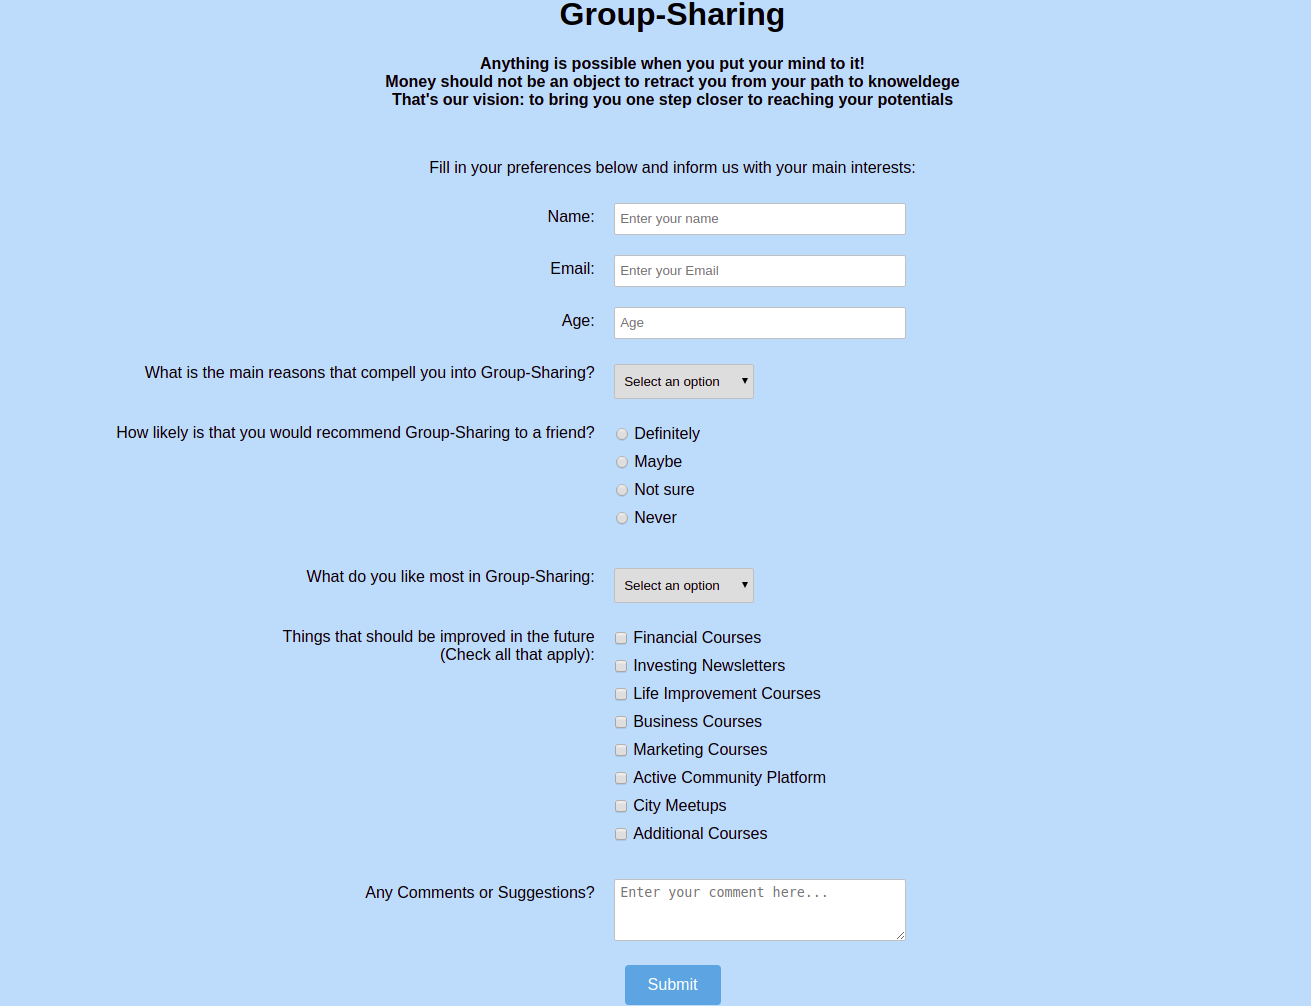 Group-Sharing
Anything is possible when you put your mind to it!
Money should not be an object to retract you from your path to knoweldege
That's our vision: to bring you one step closer to reaching your potentials
Fill in your preferences below and inform us with your main interests:
Name:
Enter your name
Email:
Enter your Email
Age:
Age
What is the main reasons that compell you into Group-Sharing?
Select an option
How likely is that you would recommend Group-Sharing to a friend?
Definitely
Maybe
Not sure
Never
What do you like most in Group-Sharing:
Select an option
Things that should be improved in the future
(Check all that apply):
Financial Courses
Investing Newsletters
Life Improvement Courses
Business Courses
Marketing Courses
Active Community Platform
City Meetups
Additional Courses
Any Comments or Suggestions?
Enter your comment here...
Submit